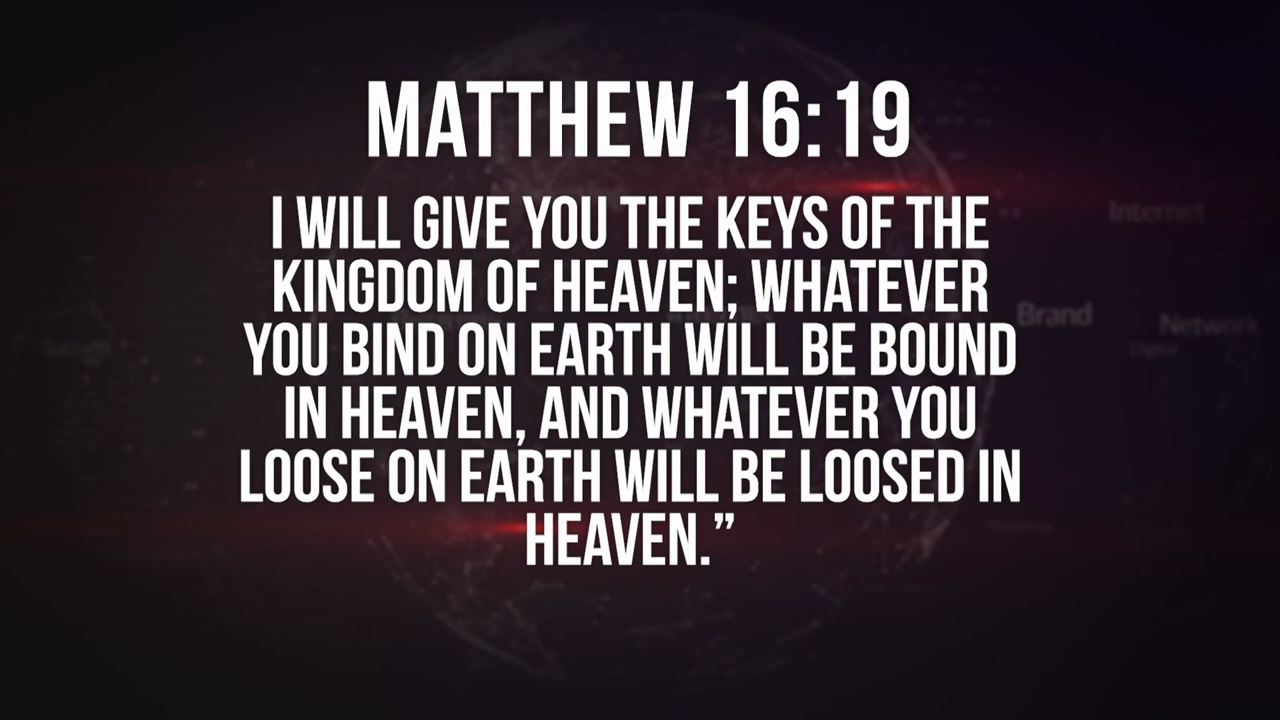 MATTHEW 16:19
I WILL GIVE YOU THE KEYS OF THE
KINGDOM OF HEAVEN; WHATEVER
YOU BIND ON EARTH WILL BE BOUND
IN HEAVEN, AND WHATEVER YOU
LOOSE ON EARTH WILL BE LOOSED IN
HEAVEN.”
Internet
Brand
Network
Digital